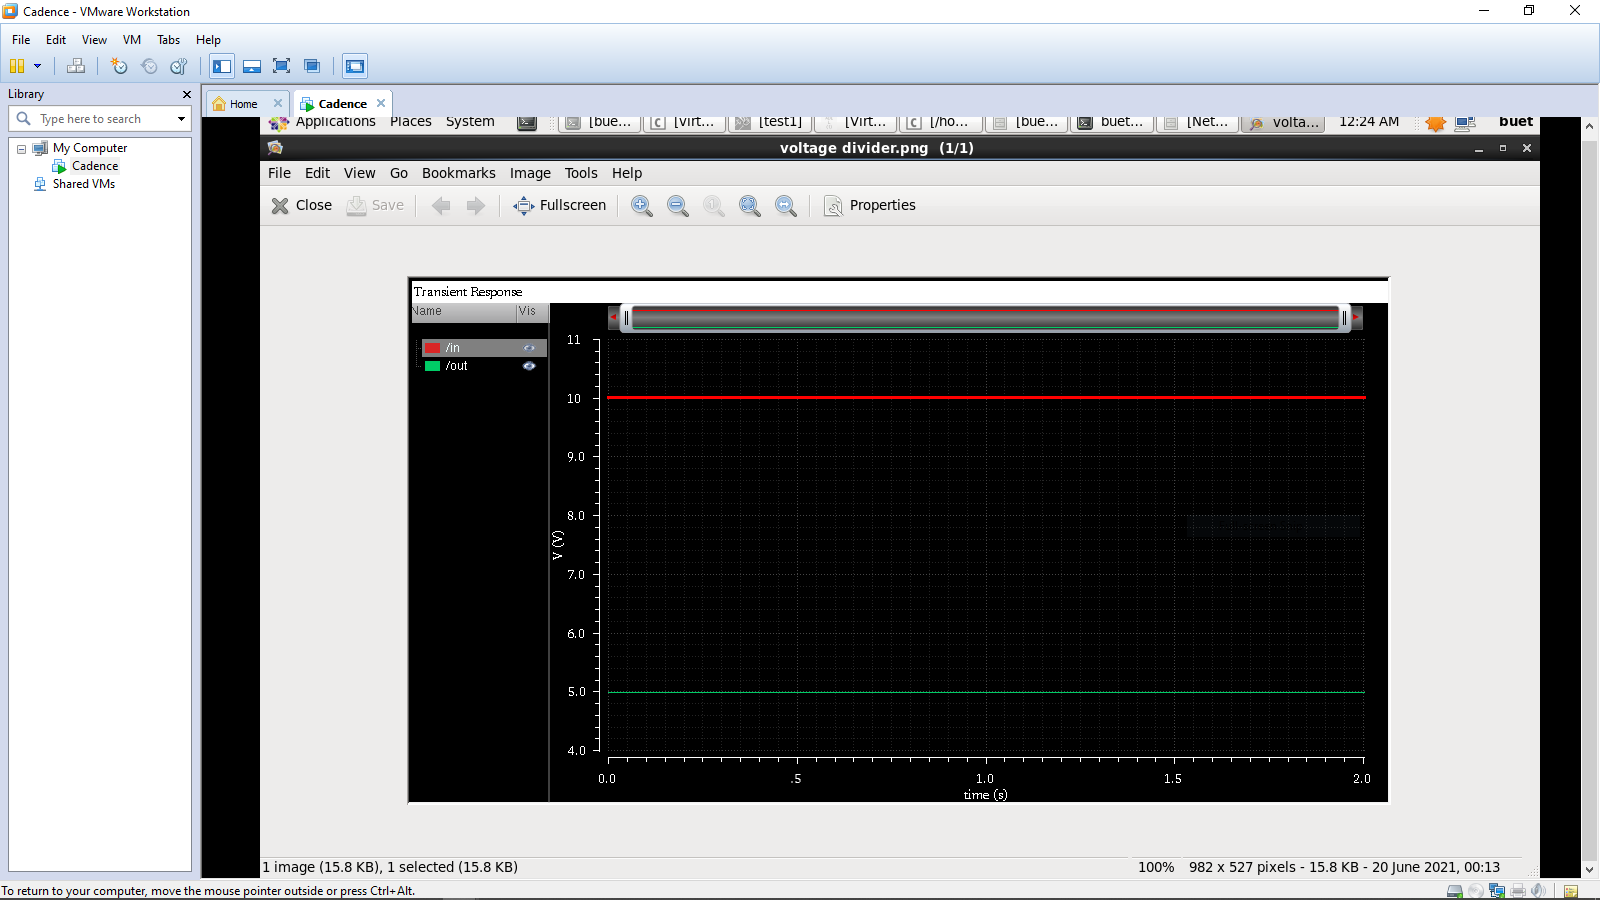 Cadence - VMware Workstation
File Edit View VM Tabs Help
Library
Type here to search
My Computer
Cadence
Shared VMs
Home
Cadence
Applications Places System [bue... [Virt... [test1] [Virt... [/ho... [bue... buet... [Net... volta... 12:24 AM buet
voltage divider.png (1/1)
File Edit View Go Bookmarks Image Tools Help
Close Save Fullscreen Properties
Transient Response
Name Vis
/in
/out
11
10
9.0
8.0
7.0
6.0
5.0
4.0
V (V)
0.0 .5 1.0 1.5 2.0
time (s)
1 image (15.8 KB), 1 selected (15.8 KB) 100% 982 x 527 pixels - 15.8 KB - 20 June 2021, 00:13
To return to your computer, move the mouse pointer outside or press Ctrl+Alt.